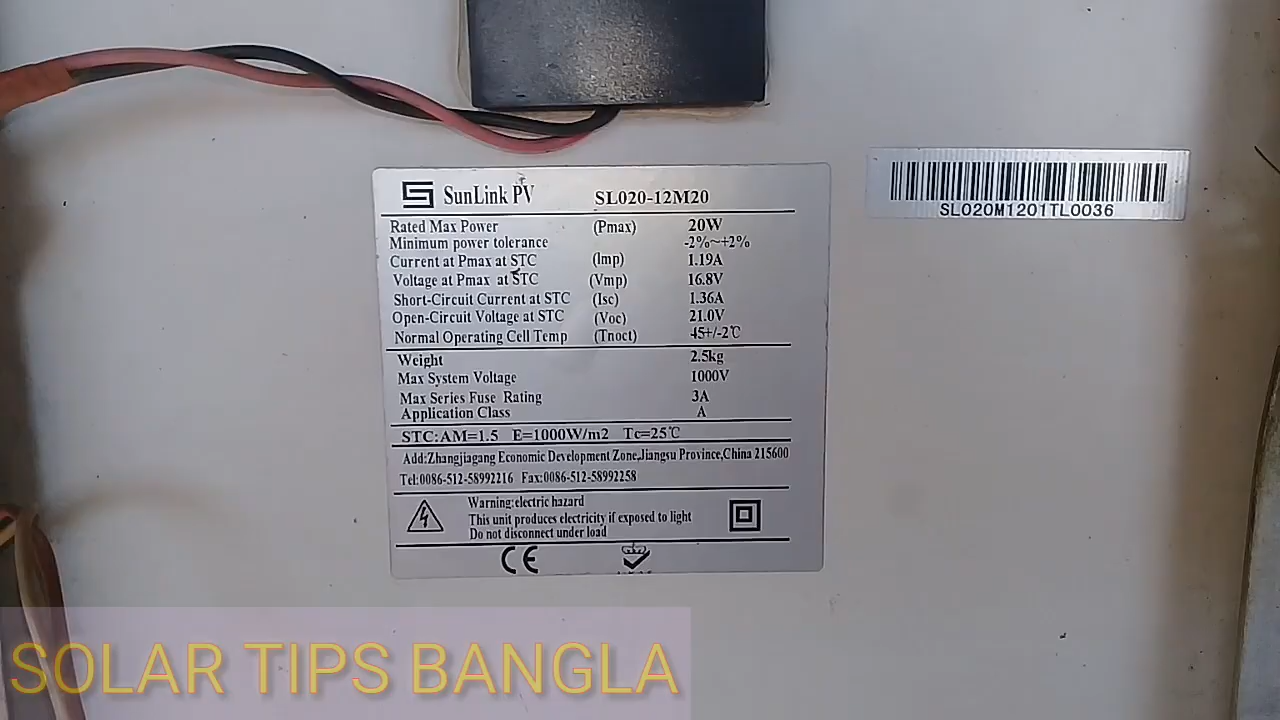 SunLink PV SL020-12M20
Rated Max Power (Pmax) 20W
Minimum power tolerance -2%~+2%
Current at Pmax at STC (Imp) 1.19A
Voltage at Pmax at STC (Vmp) 16.8V
Short-Circuit Current at STC (Isc) 1.36A
Open-Circuit Voltage at STC (Voc) 21.0V
Normal Operating Cell Temp (Tnoct) 45+/-2℃
Weight 2.5kg
Max System Voltage 1000V
Max Series Fuse Rating 3A
Application Class A
STC:AM=1.5 E=1000W/m2 Tc=25℃
Add:Zhangjiagang Economic Development Zone,Jiangsu Province,China 215600
Tel:0086-512-58992216 Fax:0086-512-58992258
Warning:electric hazard
This unit produces electricity if exposed to light
Do not disconnect under load
CE
SL020M1201TL0036
SOLAR TIPS BANGLA